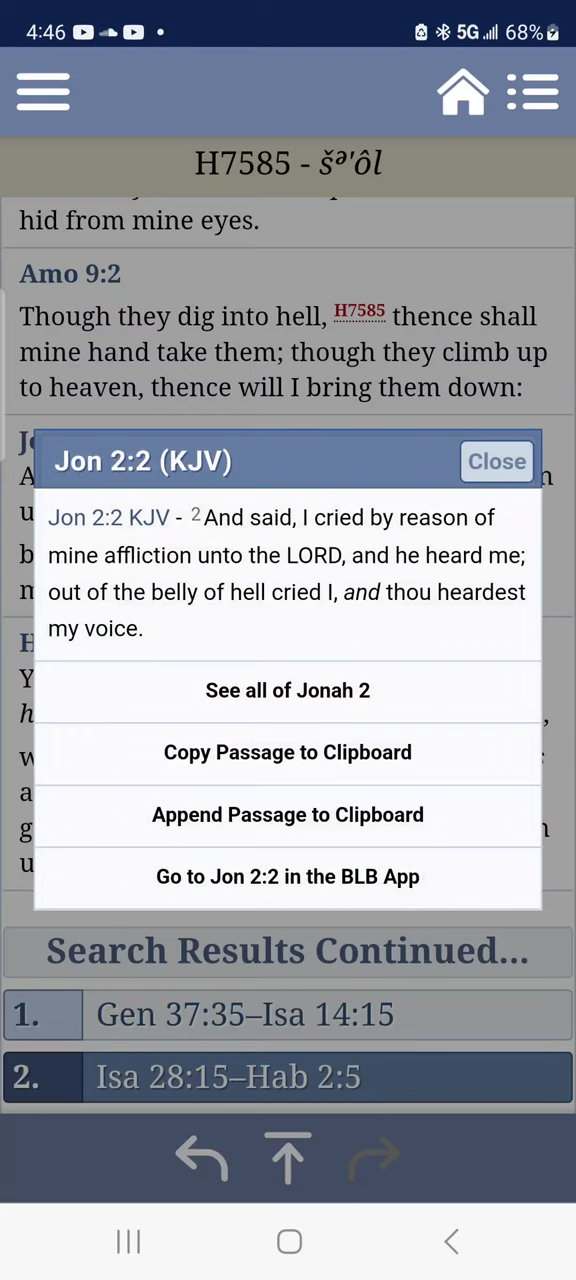 4:46
5G 68%
H7585 - šᵊ'ôl
hid from mine eyes.
Amo 9:2
Though they dig into hell, H7585 thence shall
mine hand take them; though they climb up
to heaven, thence will I bring them down:
Jon 2:2 (KJV)
Close
Jon 2:2 KJV - 2 And said, I cried by reason of
mine affliction unto the LORD, and he heard me;
out of the belly of hell cried I, and thou heardest
my voice.
See all of Jonah 2
Copy Passage to Clipboard
Append Passage to Clipboard
Go to Jon 2:2 in the BLB App
Search Results Continued...
1. Gen 37:35–Isa 14:15
2. Isa 28:15–Hab 2:5